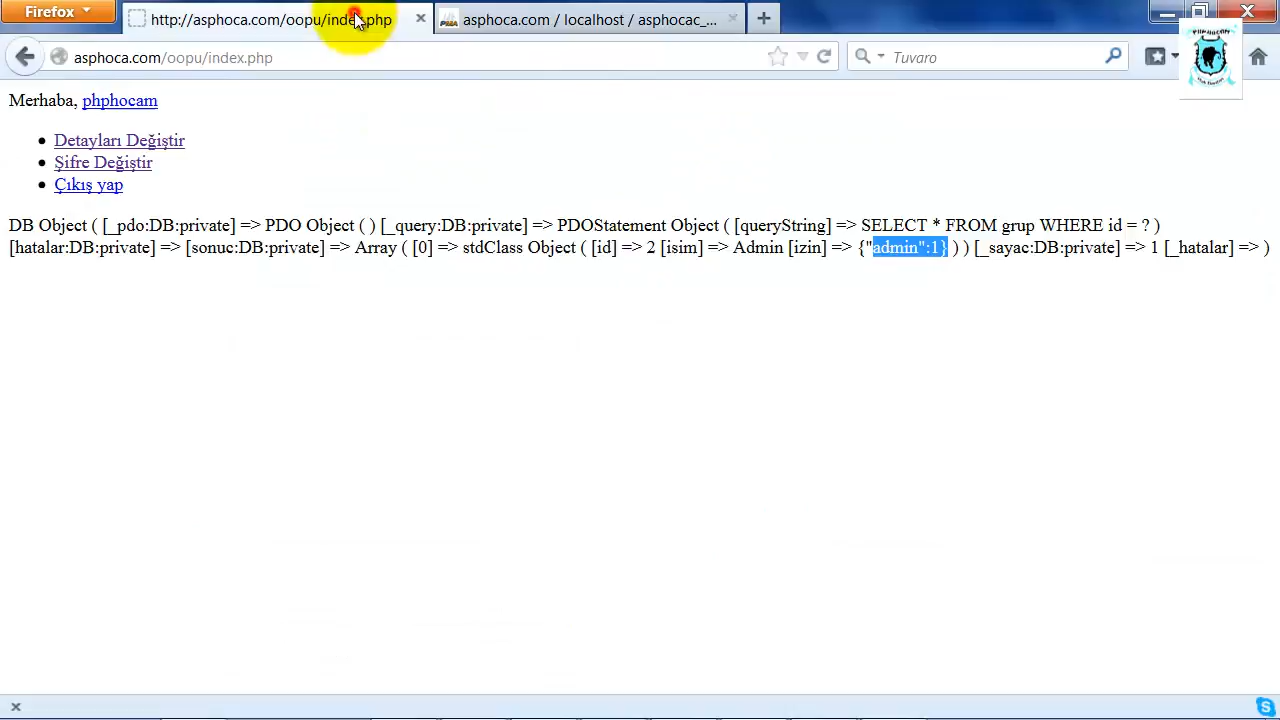 Firefox
http://asphoca.com/oopu/index.php
asphoca.com / localhost / asphocac_...
asphoca.com/oopu/index.php
Tuvaro
PHPHOCAM
Merhaba, phphocam
Detayları Değiştir
Şifre Değiştir
Çıkış yap
DB Object ( [_pdo:DB:private] => PDO Object ( ) [_query:DB:private] => PDOStatement Object ( [queryString] => SELECT * FROM grup WHERE id = ? )
[hatalar:DB:private] => [sonuc:DB:private] => Array ( [0] => stdClass Object ( [id] => 2 [isim] => Admin [izin] => {"admin":1} ) ) [_sayac:DB:private] => 1 [_hatalar] => )